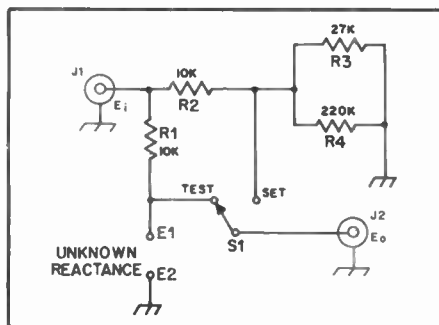 27K
R3
J1
Ei
10K
R2
220K
R4
R1
10K
TEST
SET
J2
Eo
E1
S1
UNKNOWN
REACTANCE
E2